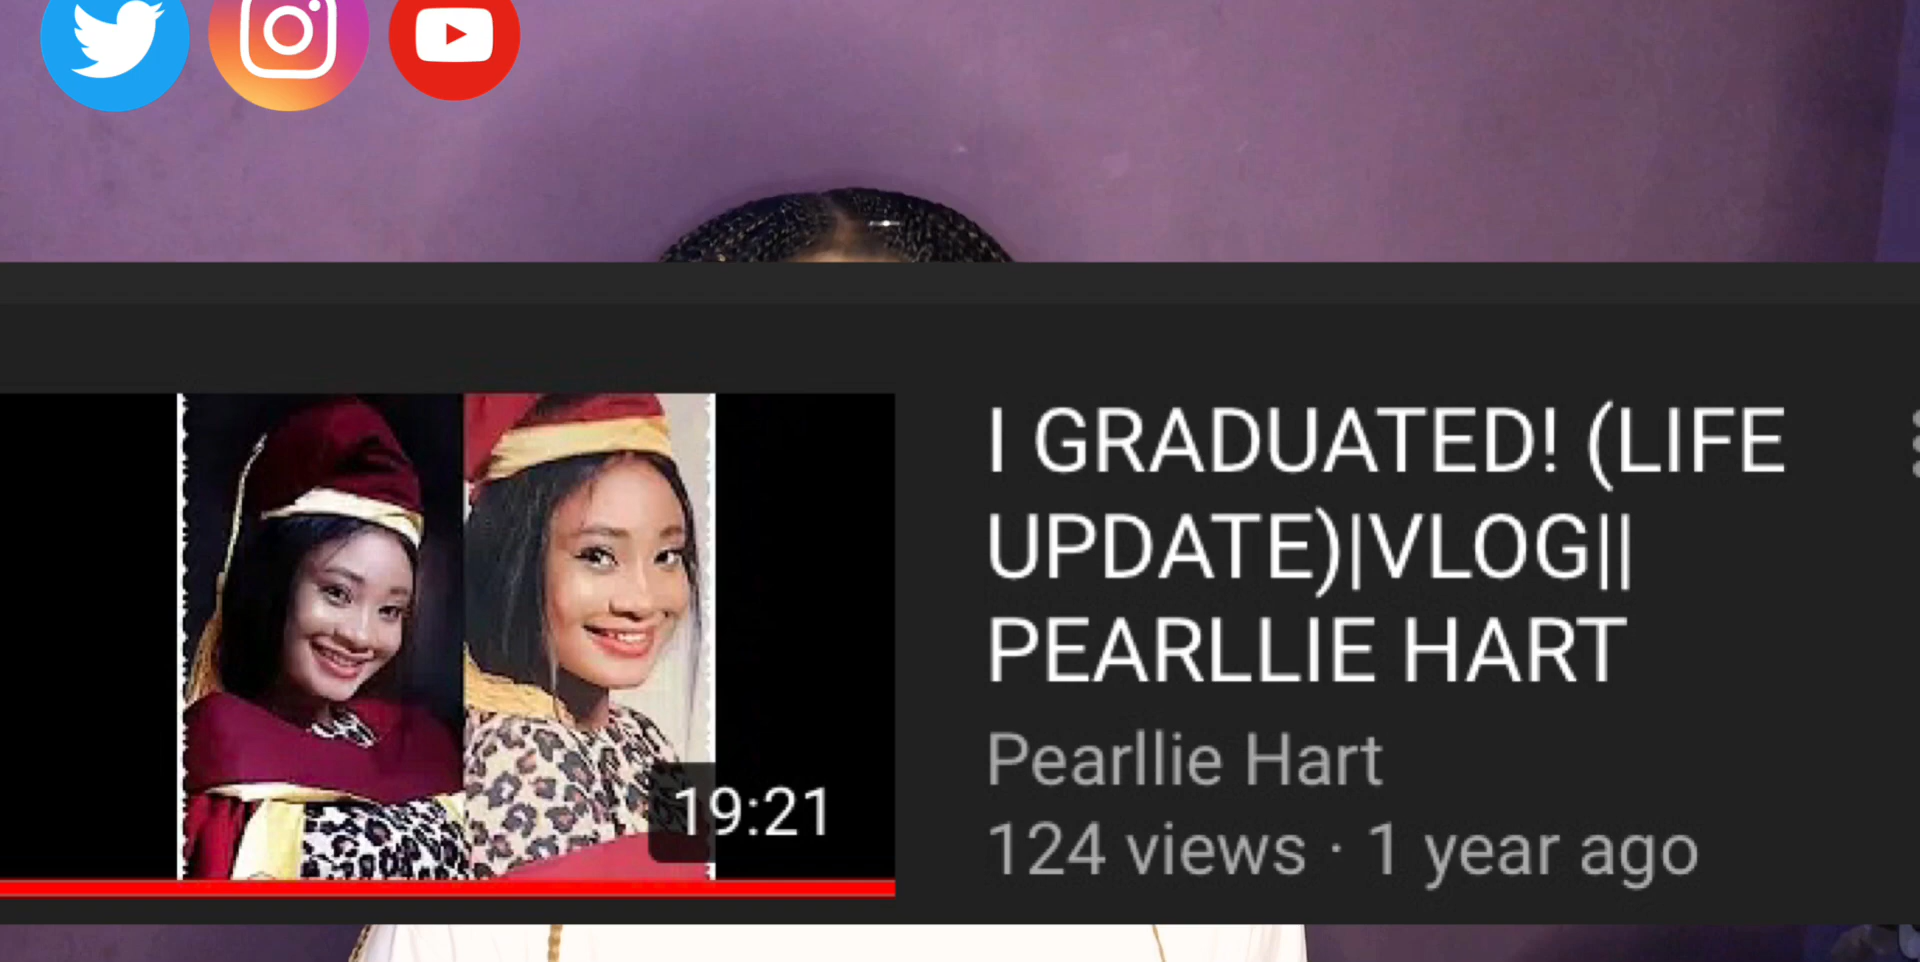 I GRADUATED! (LIFE
UPDATE)|VLOG||
PEARLLIE HART
Pearllie Hart
124 views · 1 year ago
19:21